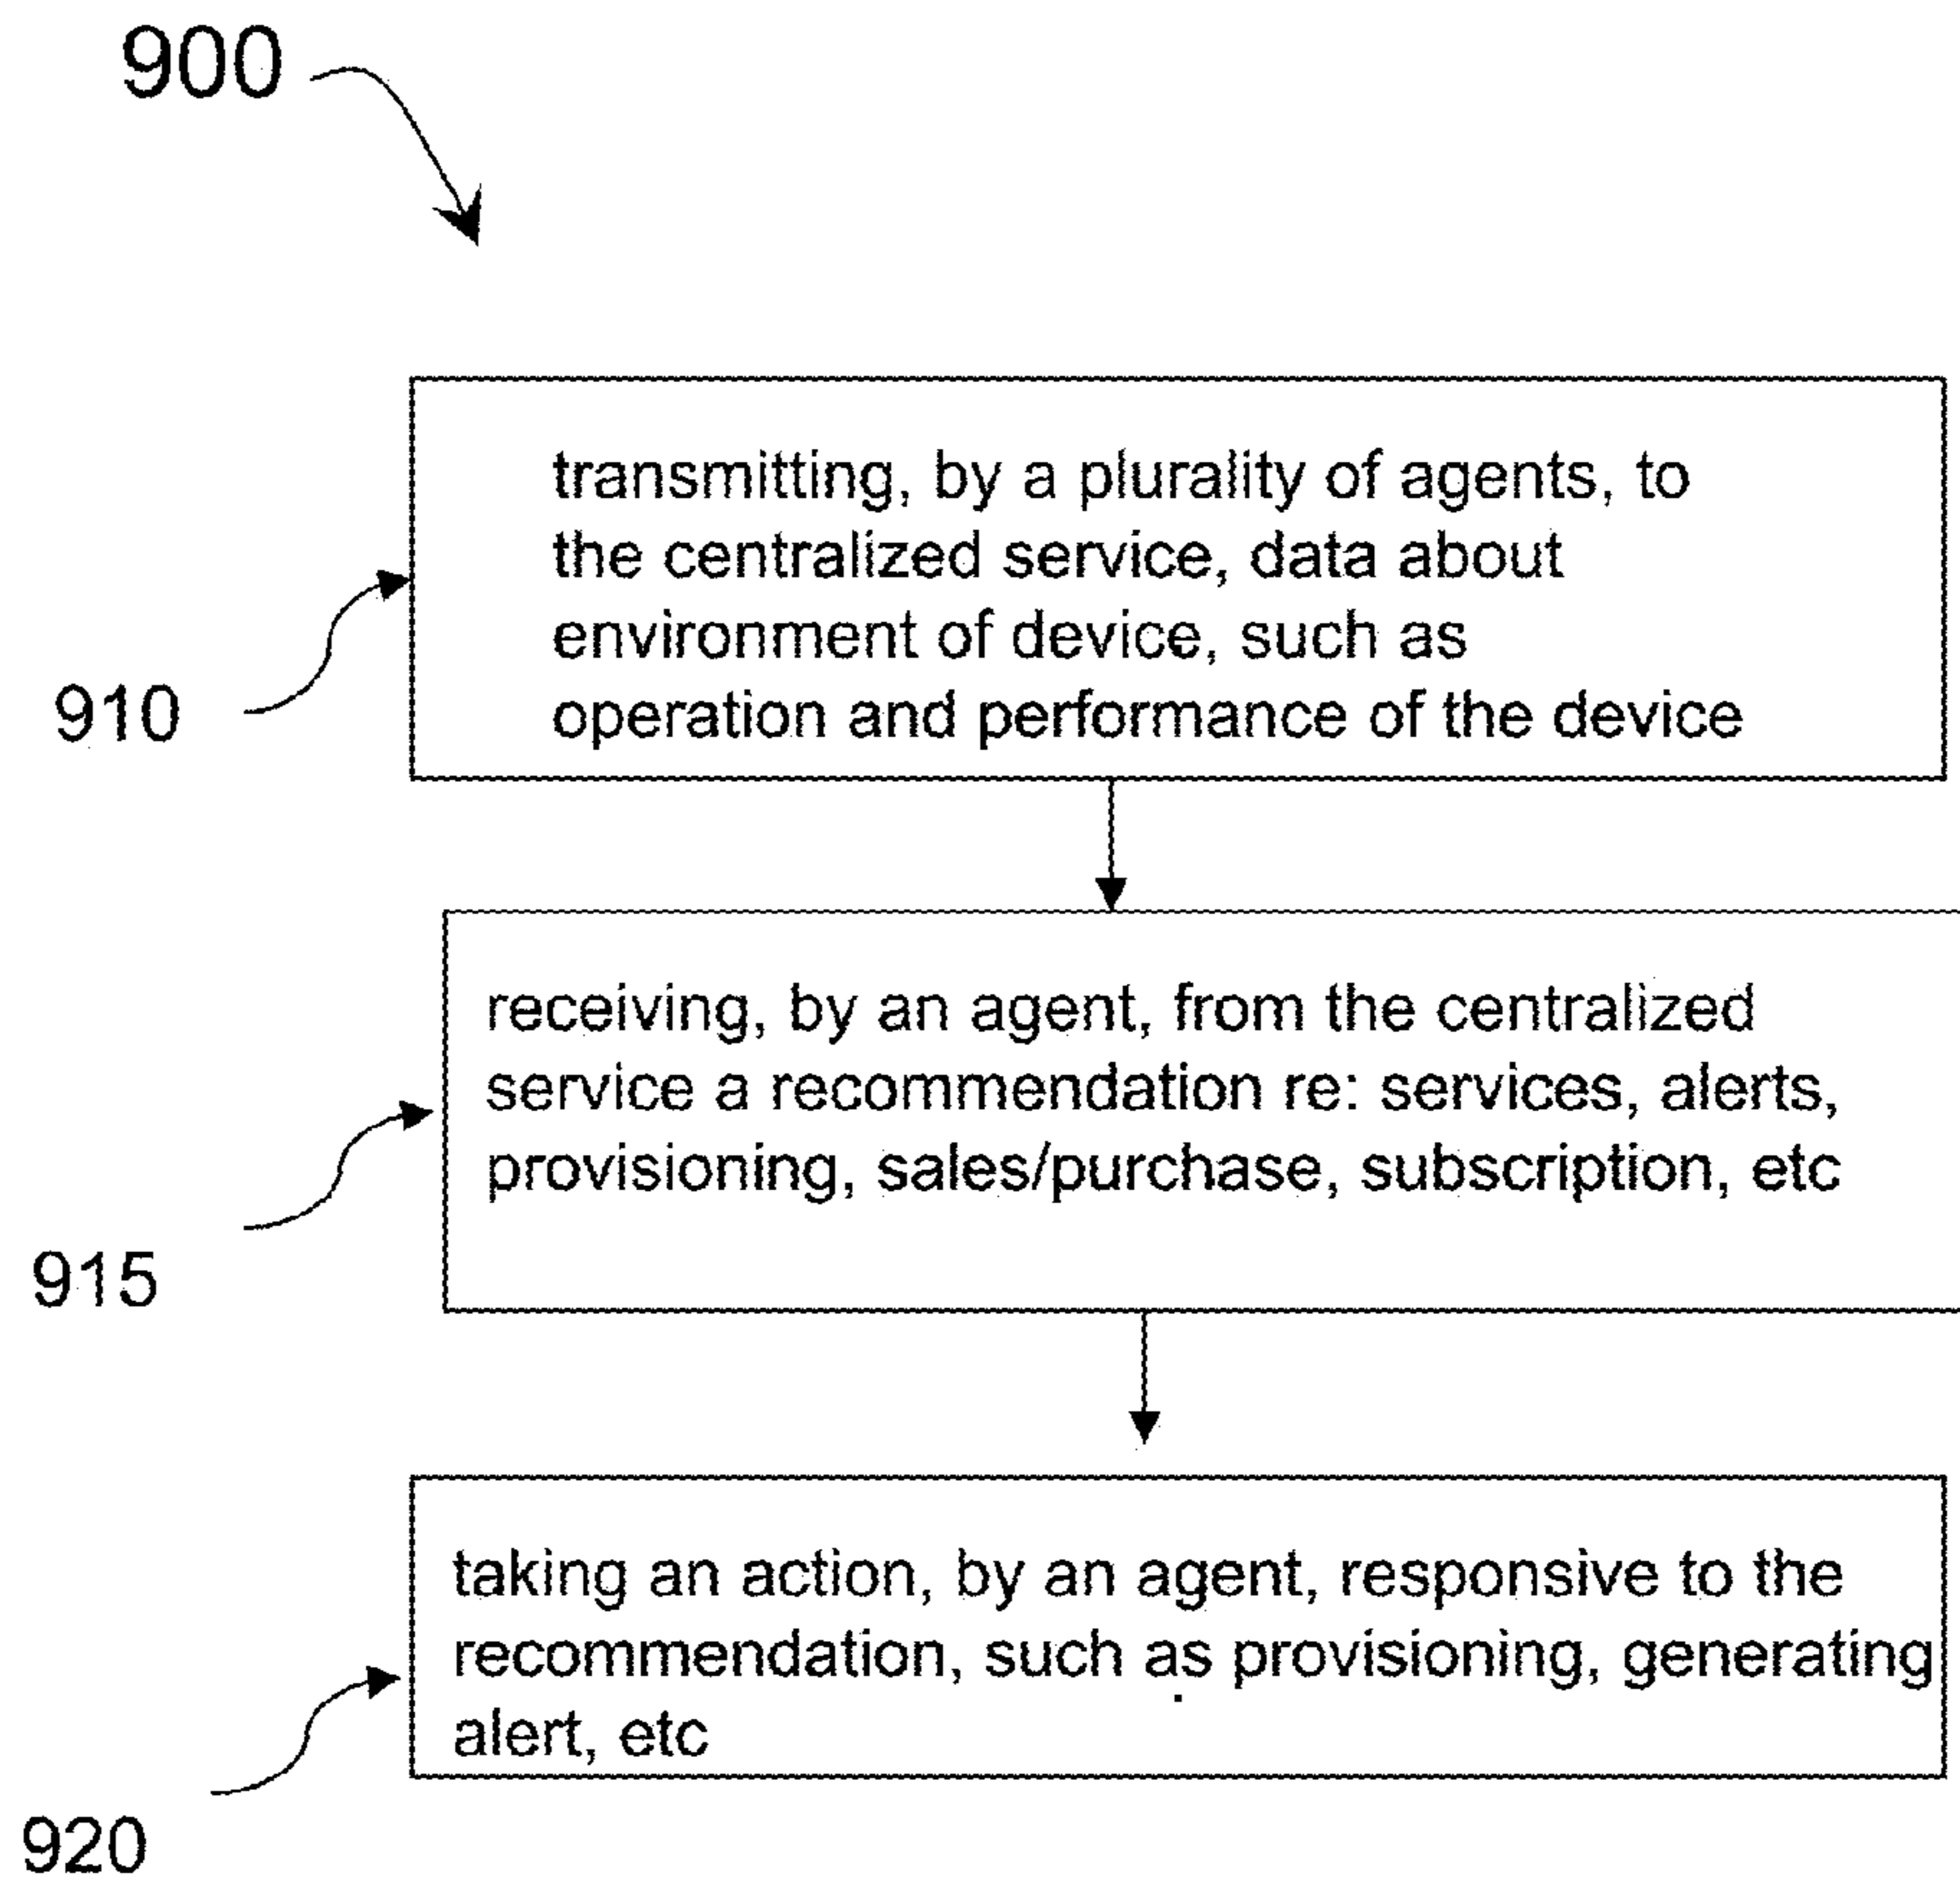 900
transmitting, by a plurality of agents, to
the centralized service, data about
environment of device, such as
operation and performance of the device
910
receiving, by an agent, from the centralized
service a recommendation re: services, alerts,
provisioning, sales/purchase, subscription, etc
915
taking an action, by an agent, responsive to the
recommendation, such as provisioning, generating
alert, etc
920